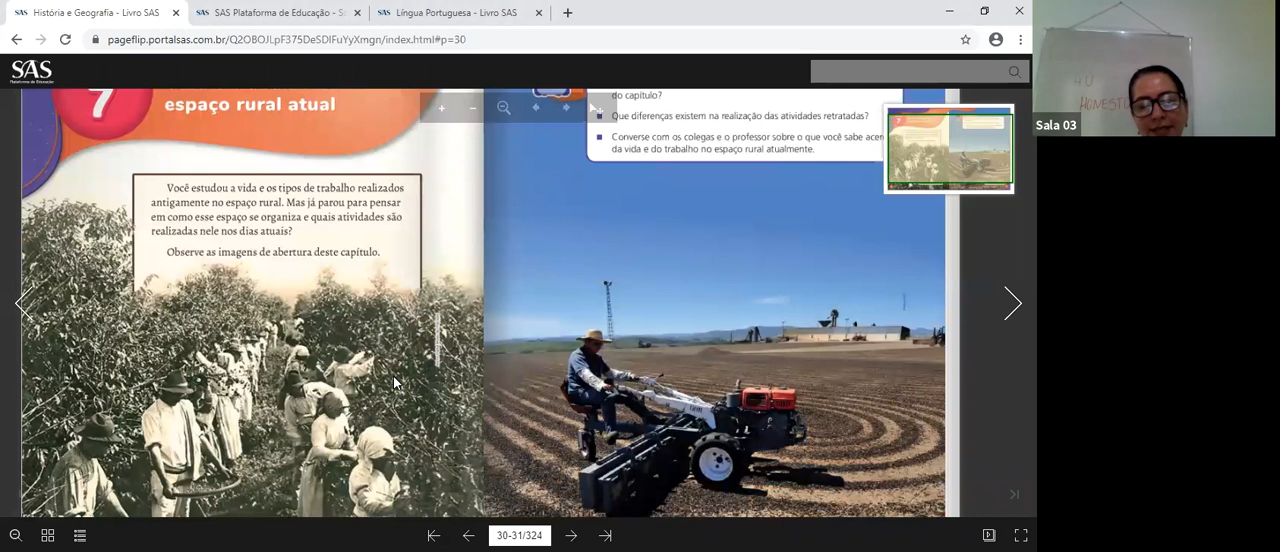 História e Geografia - Livro SAS
SAS Plataforma de Educação - S
Língua Portuguesa - Livro SAS
pageflip.portalsas.com.br/Q2OBOJLpF375DeSDIFuYyXmgn/index.html#p=30
SAS
Plataforma de Educação
7
espaço rural atual
Você estudou a vida e os tipos de trabalho realizados
antigamente no espaço rural. Mas já parou para pensar
em como esse espaço se organiza e quais atividades são
realizadas nele nos dias atuais?
Observe as imagens de abertura deste capítulo.
do capítulo?
Que diferenças existem na realização das atividades retratadas?
Converse com os colegas e o professor sobre o que você sabe acer
da vida e do trabalho no espaço rural atualmente.
30-31/324
4U
HONESTO
Sala 03